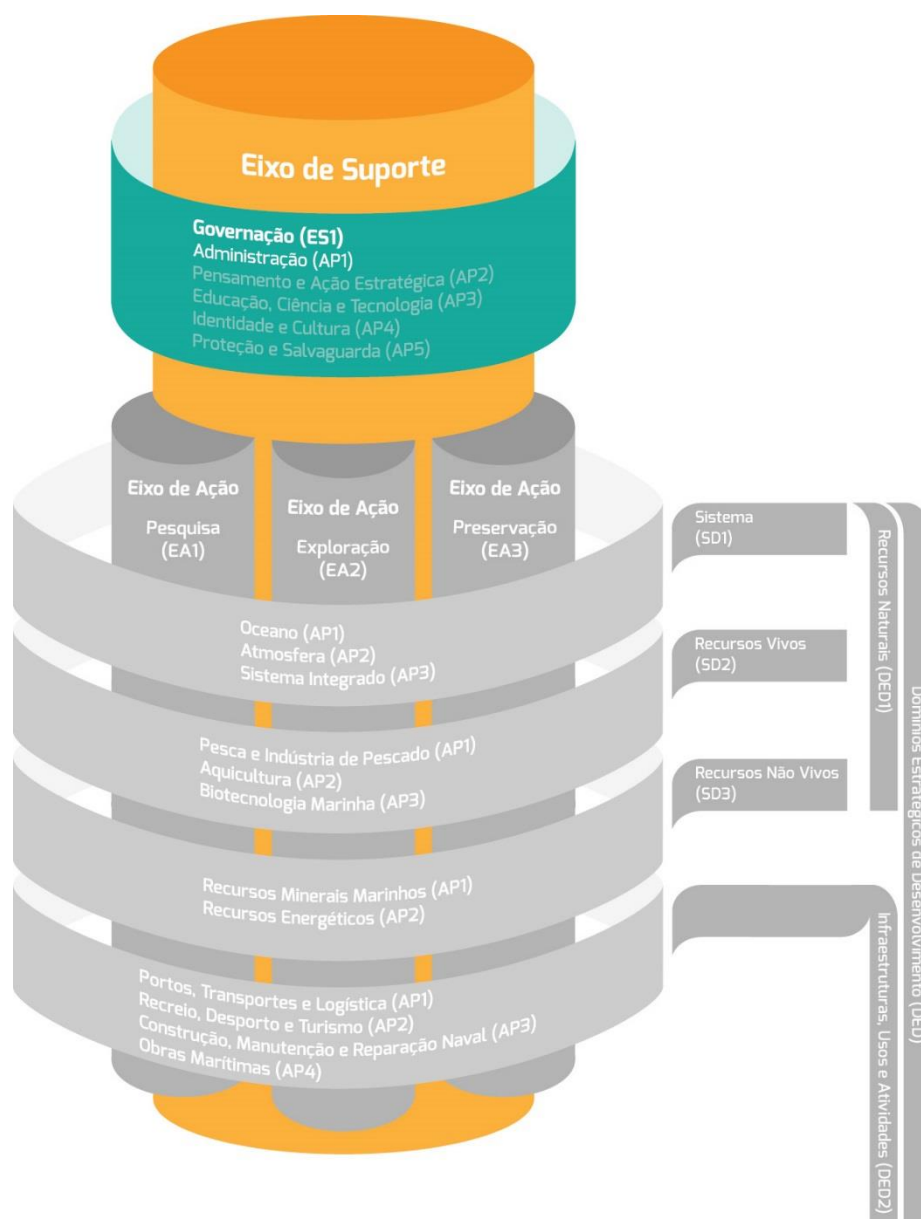 Eixo de Suporte
Governação (ES1)
Administração (AP1)
Pensamento e Ação Estratégica (AP2)
Educação, Ciência e Tecnologia (AP3)
Identidade e Cultura (AP4)
Proteção e Salvaguarda (AP5)
Eixo de Ação
Pesquisa
(EA1)
Eixo de Ação
Exploração
(EA2)
Eixo de Ação
Preservação
(EA3)
Oceano (AP1)
Atmosfera (AP2)
Sistema Integrado (AP3)
Pesca e Indústria de Pescado (AP1)
Aquicultura (AP2)
Biotecnologia Marinha (AP3)
Recursos Minerais Marinhos (AP1)
Recursos Energéticos (AP2)
Portos, Transportes e Logística (AP1)
Recreio, Desporto e Turismo (AP2)
Construção, Manutenção e Reparação Naval (AP3)
Obras Marítimas (AP4)
Sistema
(SD1)
Recursos Vivos
(SD2)
Recursos Não Vivos
(SD3)
Recursos Naturais (DED1)
Infraestruturas, Usos e Atividades (DED2)
Domínios Estratégicos de Desenvolvimento (DED)